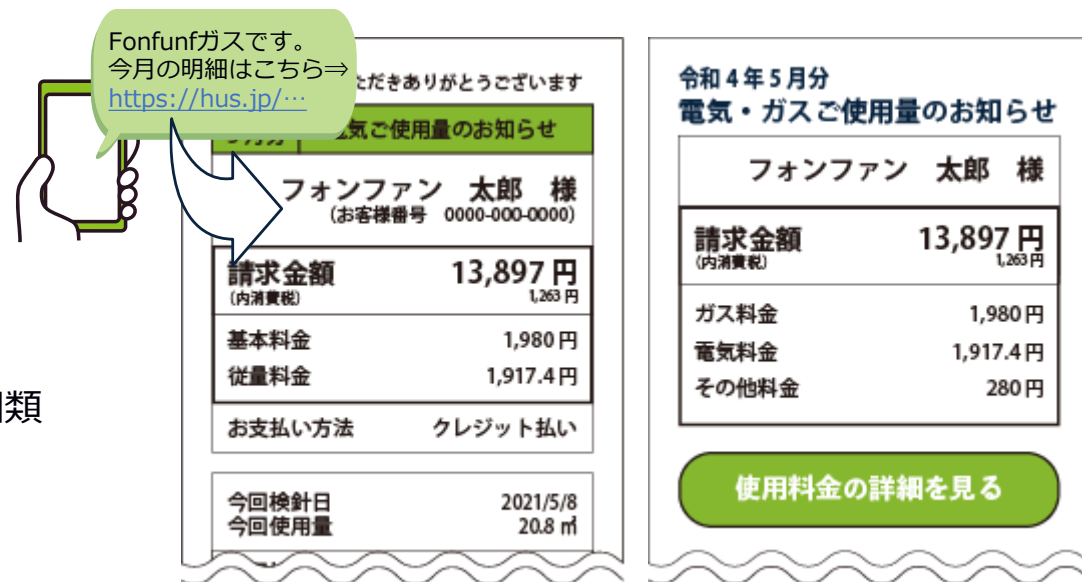 Fonfunfガスです。
今月の明細はこちら⇒
https://hus.jp/…
ただきありがとうございます
気ご使用量のお知らせ
フォンファン 太郎 様
(お客様番号 0000-000-0000)
請求金額 13,897円
(内消費税) 1,263円
基本料金 1,980円
従量料金 1,917.4円
お支払い方法 クレジット払い
今回検針日 2021/5/8
今回使用量 20.8㎥
類
令和4年5月分
電気・ガスご使用量のお知らせ
フォンファン 太郎 様
請求金額 13,897円
(内消費税) 1,263円
ガス料金 1,980円
電気料金 1,917.4円
その他料金 280円
使用料金の詳細を見る